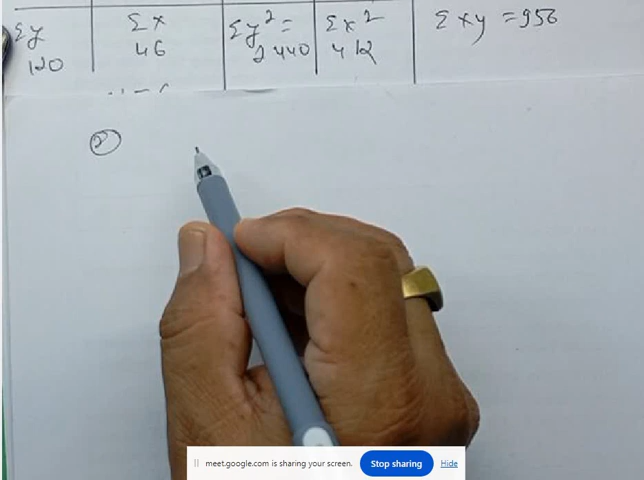 Σy Σx Σy² = Σx² Σxy = 956
120 46 2440 412
②
meet.google.com is sharing your screen. Stop sharing Hide